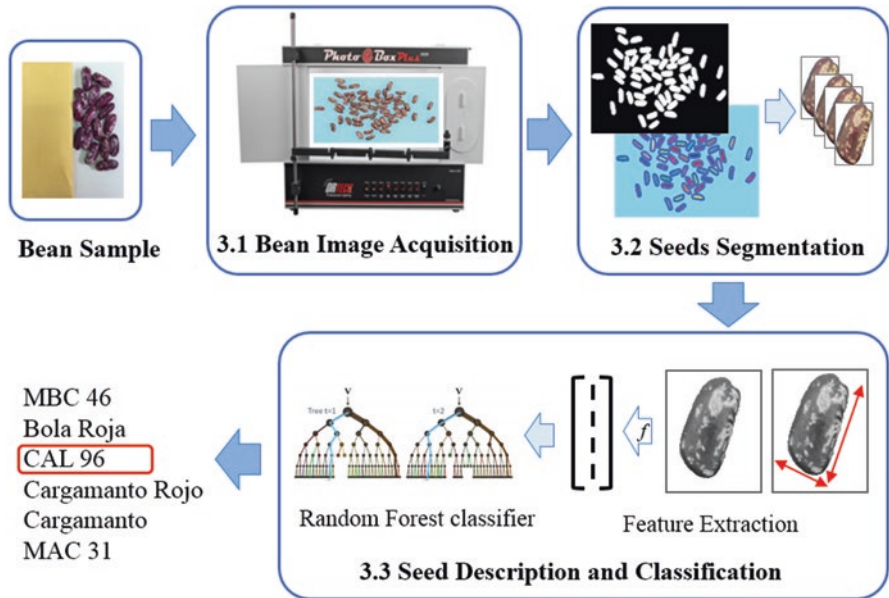 Photo Box Plus
Bean Sample
3.1 Bean Image Acquisition
3.2 Seeds Segmentation
MBC 46
Bola Roja
CAL 96
Cargamanto Rojo
Cargamanto
MAC 31
v
v
Tree t=1
t=2
f
Random Forest classifier
Feature Extraction
3.3 Seed Description and Classification